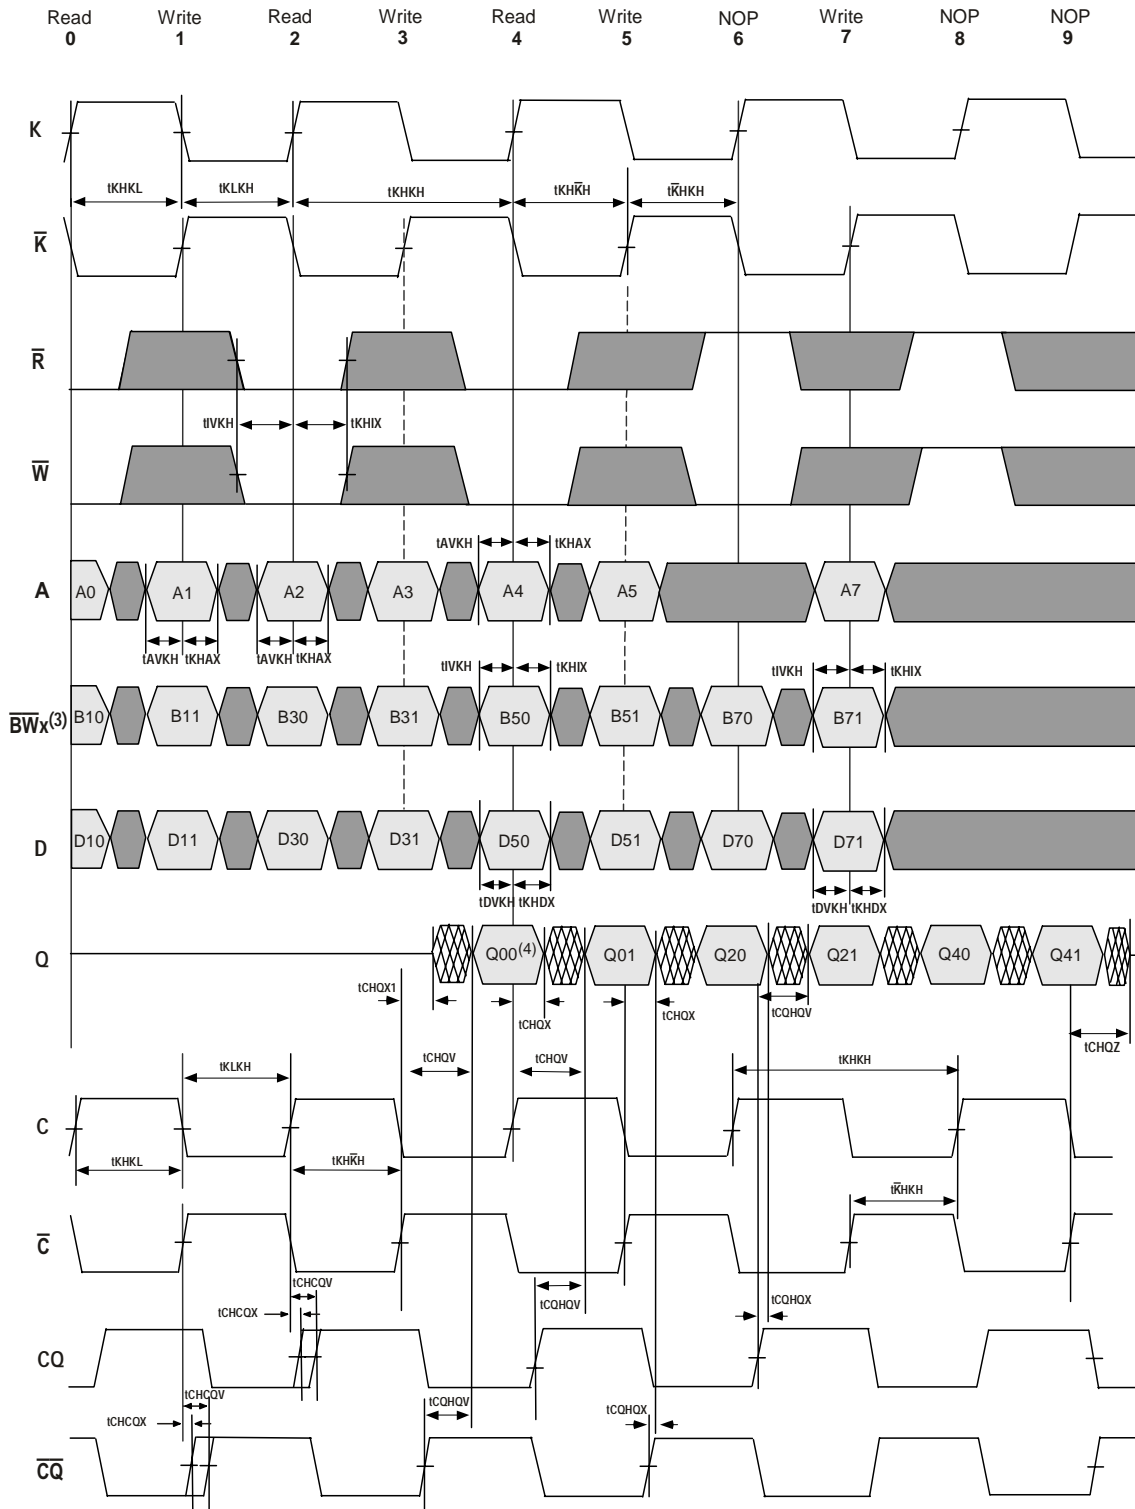 Read Write Read Write Read Write NOP Write NOP NOP
0 1 2 3 4 5 6 7 8 9
K
tKHKL tKLKH tKHKH tKHK̅H tK̅HKH
K̅
R̅
tIVKH tKHIX
W̅
tAVKH tKHAX
A A0 A1 A2 A3 A4 A5 A7
tAVKH tKHAX tAVKH tKHAX
tIVKH tKHIX tIVKH tKHIX
B̅W̅x(3) B10 B11 B30 B31 B50 B51 B70 B71
D D10 D11 D30 D31 D50 D51 D70 D71
tDVKH tKHDX tDVKH tKHDX
Q Q00(4) Q01 Q20 Q21 Q40 Q41
tCHQX1 tCHQX tCHQX tCQHQV
tCHQZ
tKLKH tCHQV tCHQV tKHKH
C
tKHKL tKHK̅H tK̅HKH
C̅
tCHCQV
tCHCQX tCQHQV tCQHQX
CQ
tCHCQV
tCHCQX tCQHQV tCQHQX
C̅Q̅